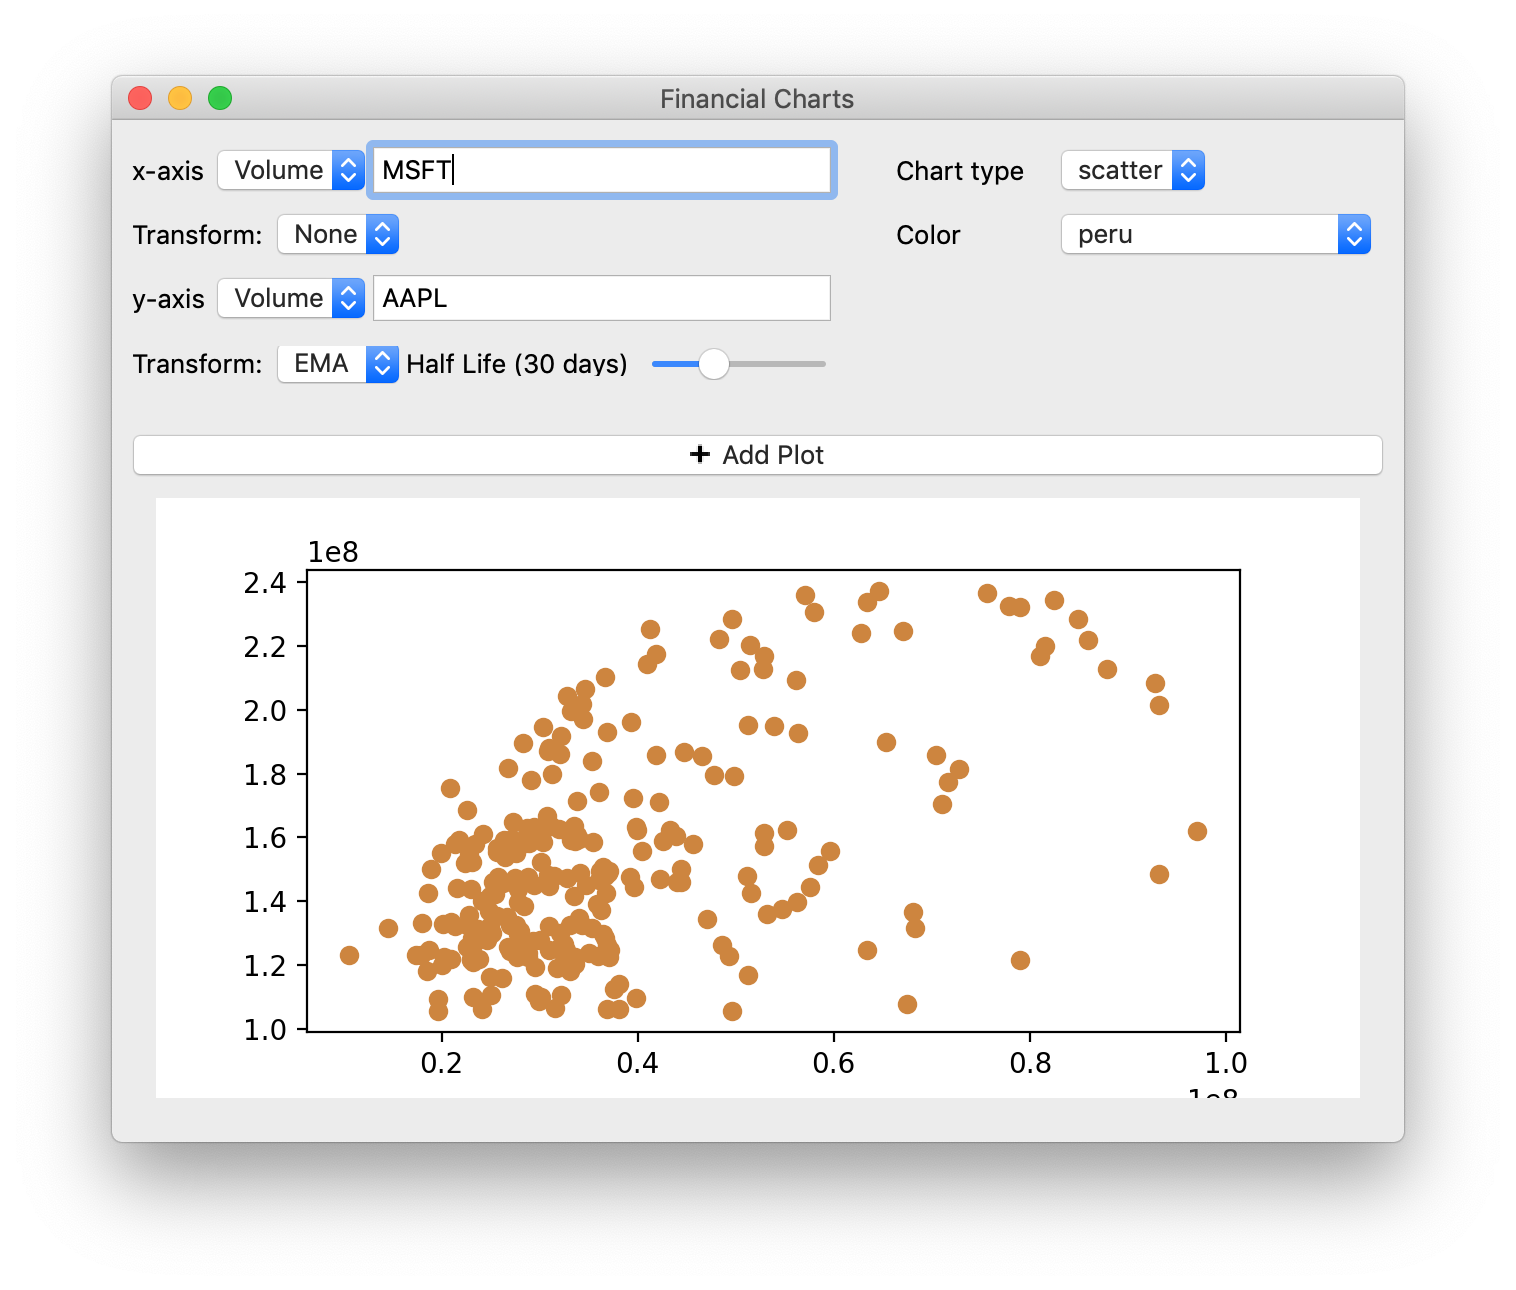 Financial Charts
x-axis Volume MSFT Chart type scatter
Transform: None Color peru
y-axis Volume AAPL
Transform: EMA Half Life (30 days)
+ Add Plot
1e8
2.4
2.2
2.0
1.8
1.6
1.4
1.2
1.0
0.2 0.4 0.6 0.8 1.0
1e8